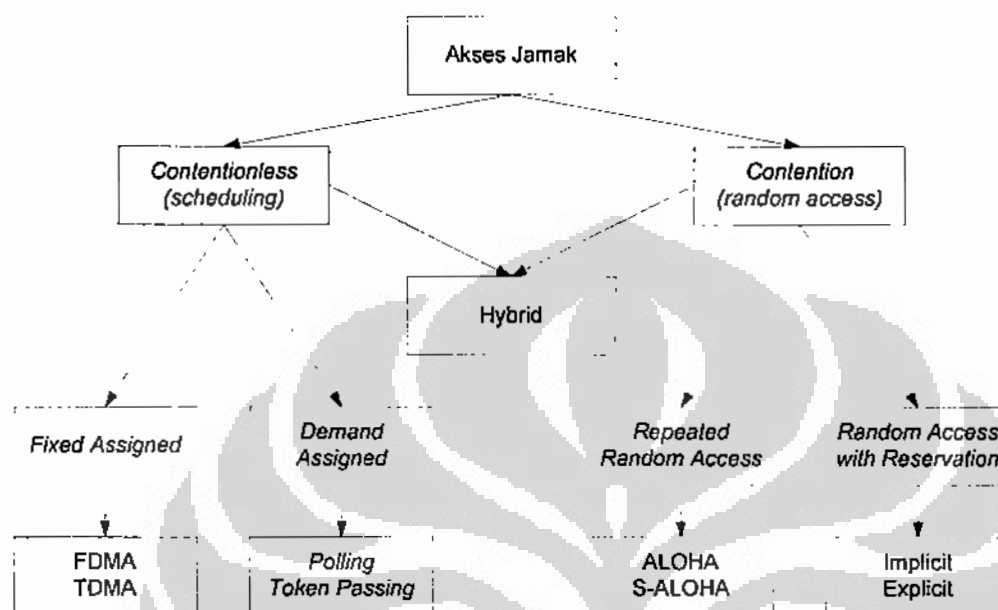 Akses Jamak
Contentionless
(scheduling)
Contention
(random access)
Hybrid
Fixed Assigned
Demand
Assigned
Repeated
Random Access
Random Access
with Reservation
FDMA
TDMA
Polling
Token Passing
ALOHA
S-ALOHA
Implicit
Explicit